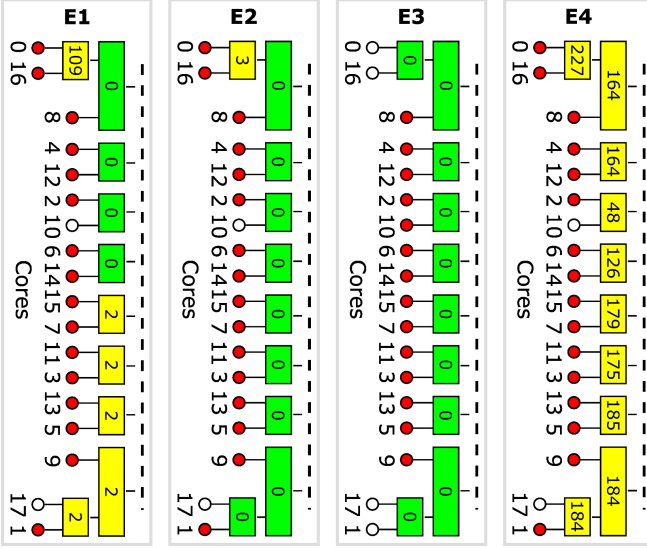 E1
0 16 109 0
8
4 12 0
2 10 0
6 14 0
15 7 2
11 3 2
13 5 2
9 2
17 1 2
Cores
E2
0 16 3 0
8
4 12 0
2 10 0
6 14 0
15 7 0
11 3 0
13 5 0
9 0
17 1 0
Cores
E3
0 16 0 0
8
4 12 0
2 10 0
6 14 0
15 7 0
11 3 0
13 5 0
9 0
17 1 0
Cores
E4
0 16 227 164
8
4 12 164
2 10 48
6 14 126
15 7 179
11 3 175
13 5 185
9 184
17 1 184
Cores